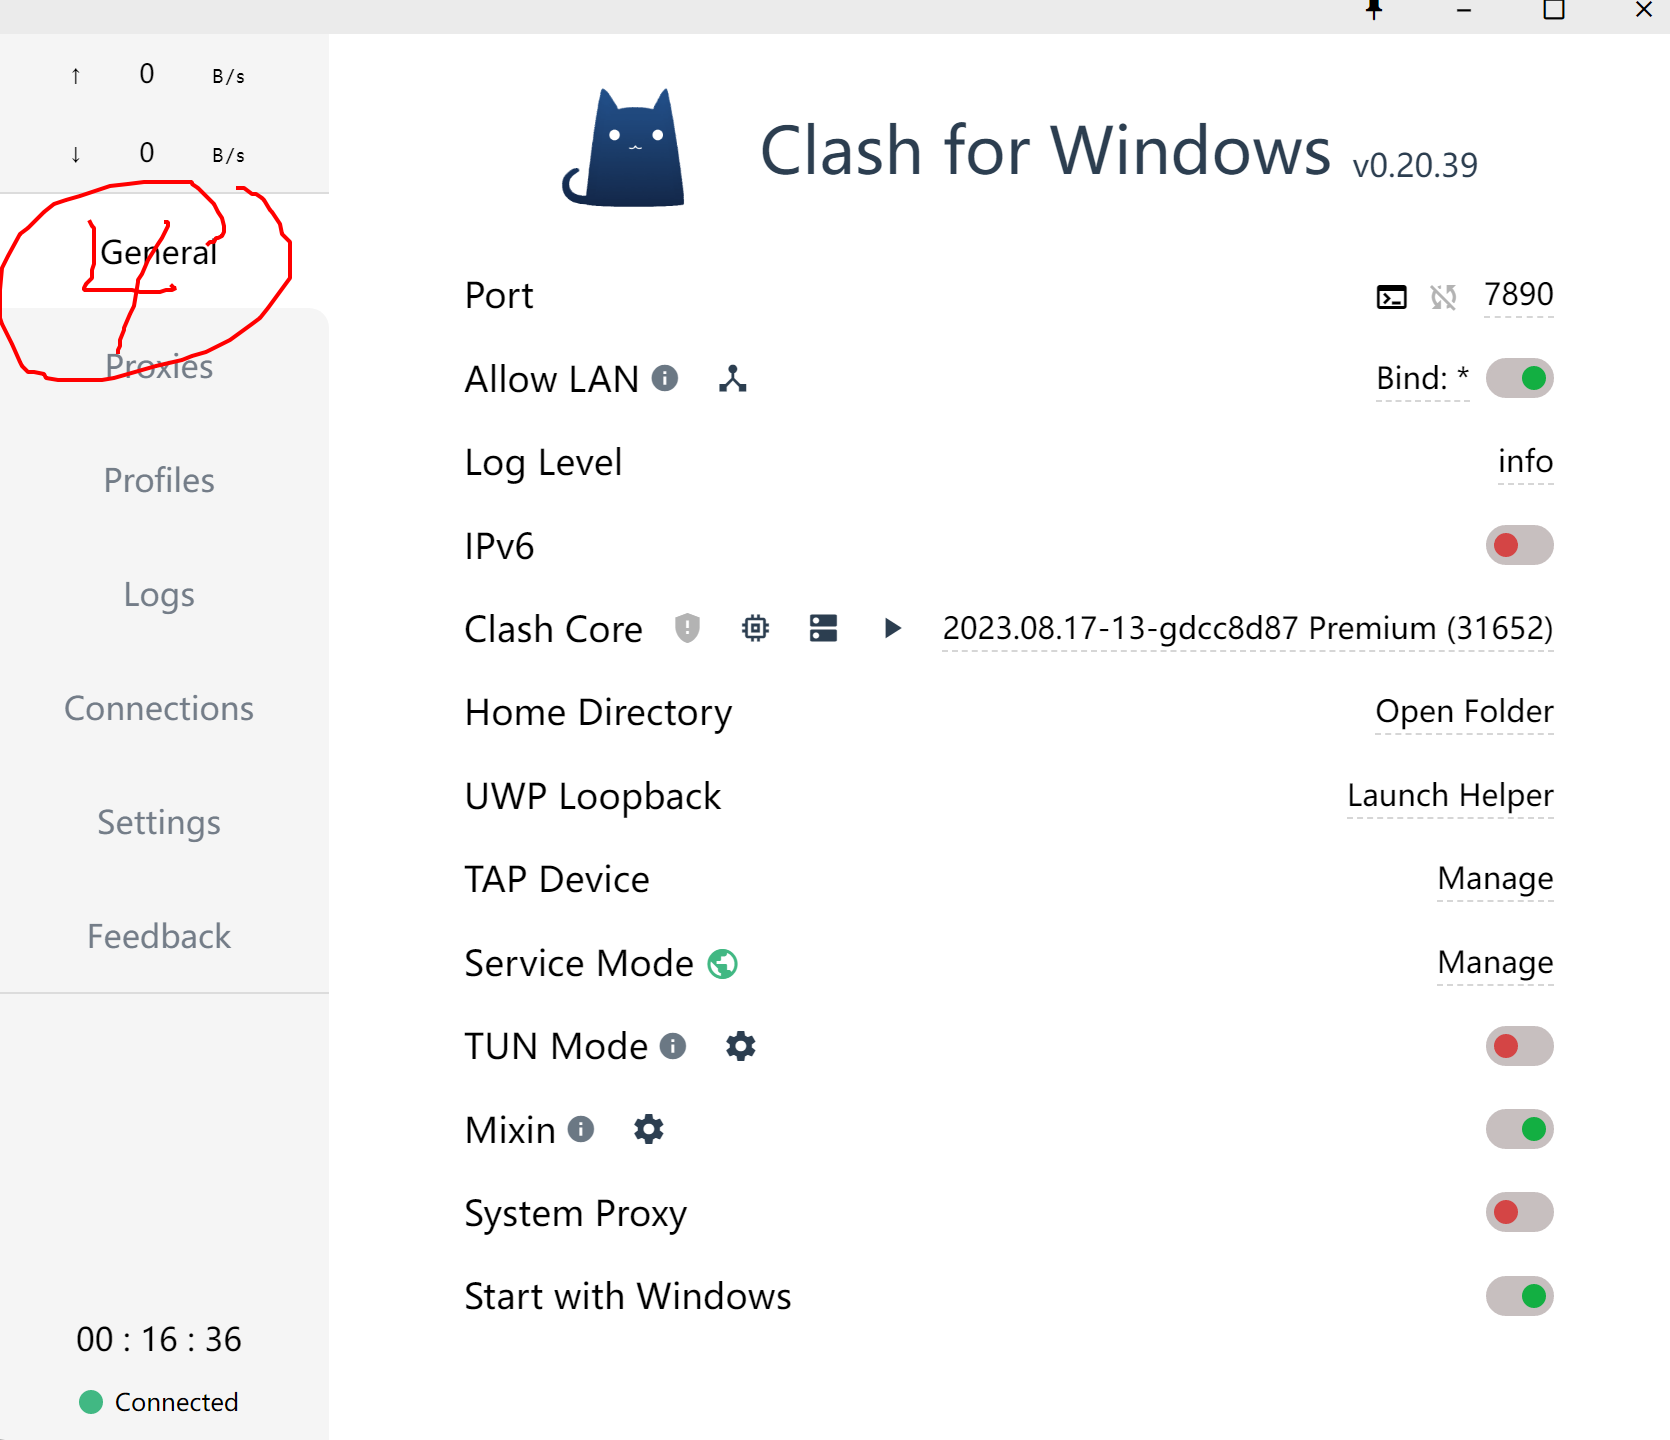 ↑ 0 B/s
↓ 0 B/s
General
Proxies
Profiles
Logs
Connections
Settings
Feedback
00 : 16 : 36
Connected
Clash for Windows v0.20.39
Port 7890
Allow LAN Bind: *
Log Level info
IPv6
Clash Core 2023.08.17-13-gdcc8d87 Premium (31652)
Home Directory Open Folder
UWP Loopback Launch Helper
TAP Device Manage
Service Mode Manage
TUN Mode
Mixin
System Proxy
Start with Windows